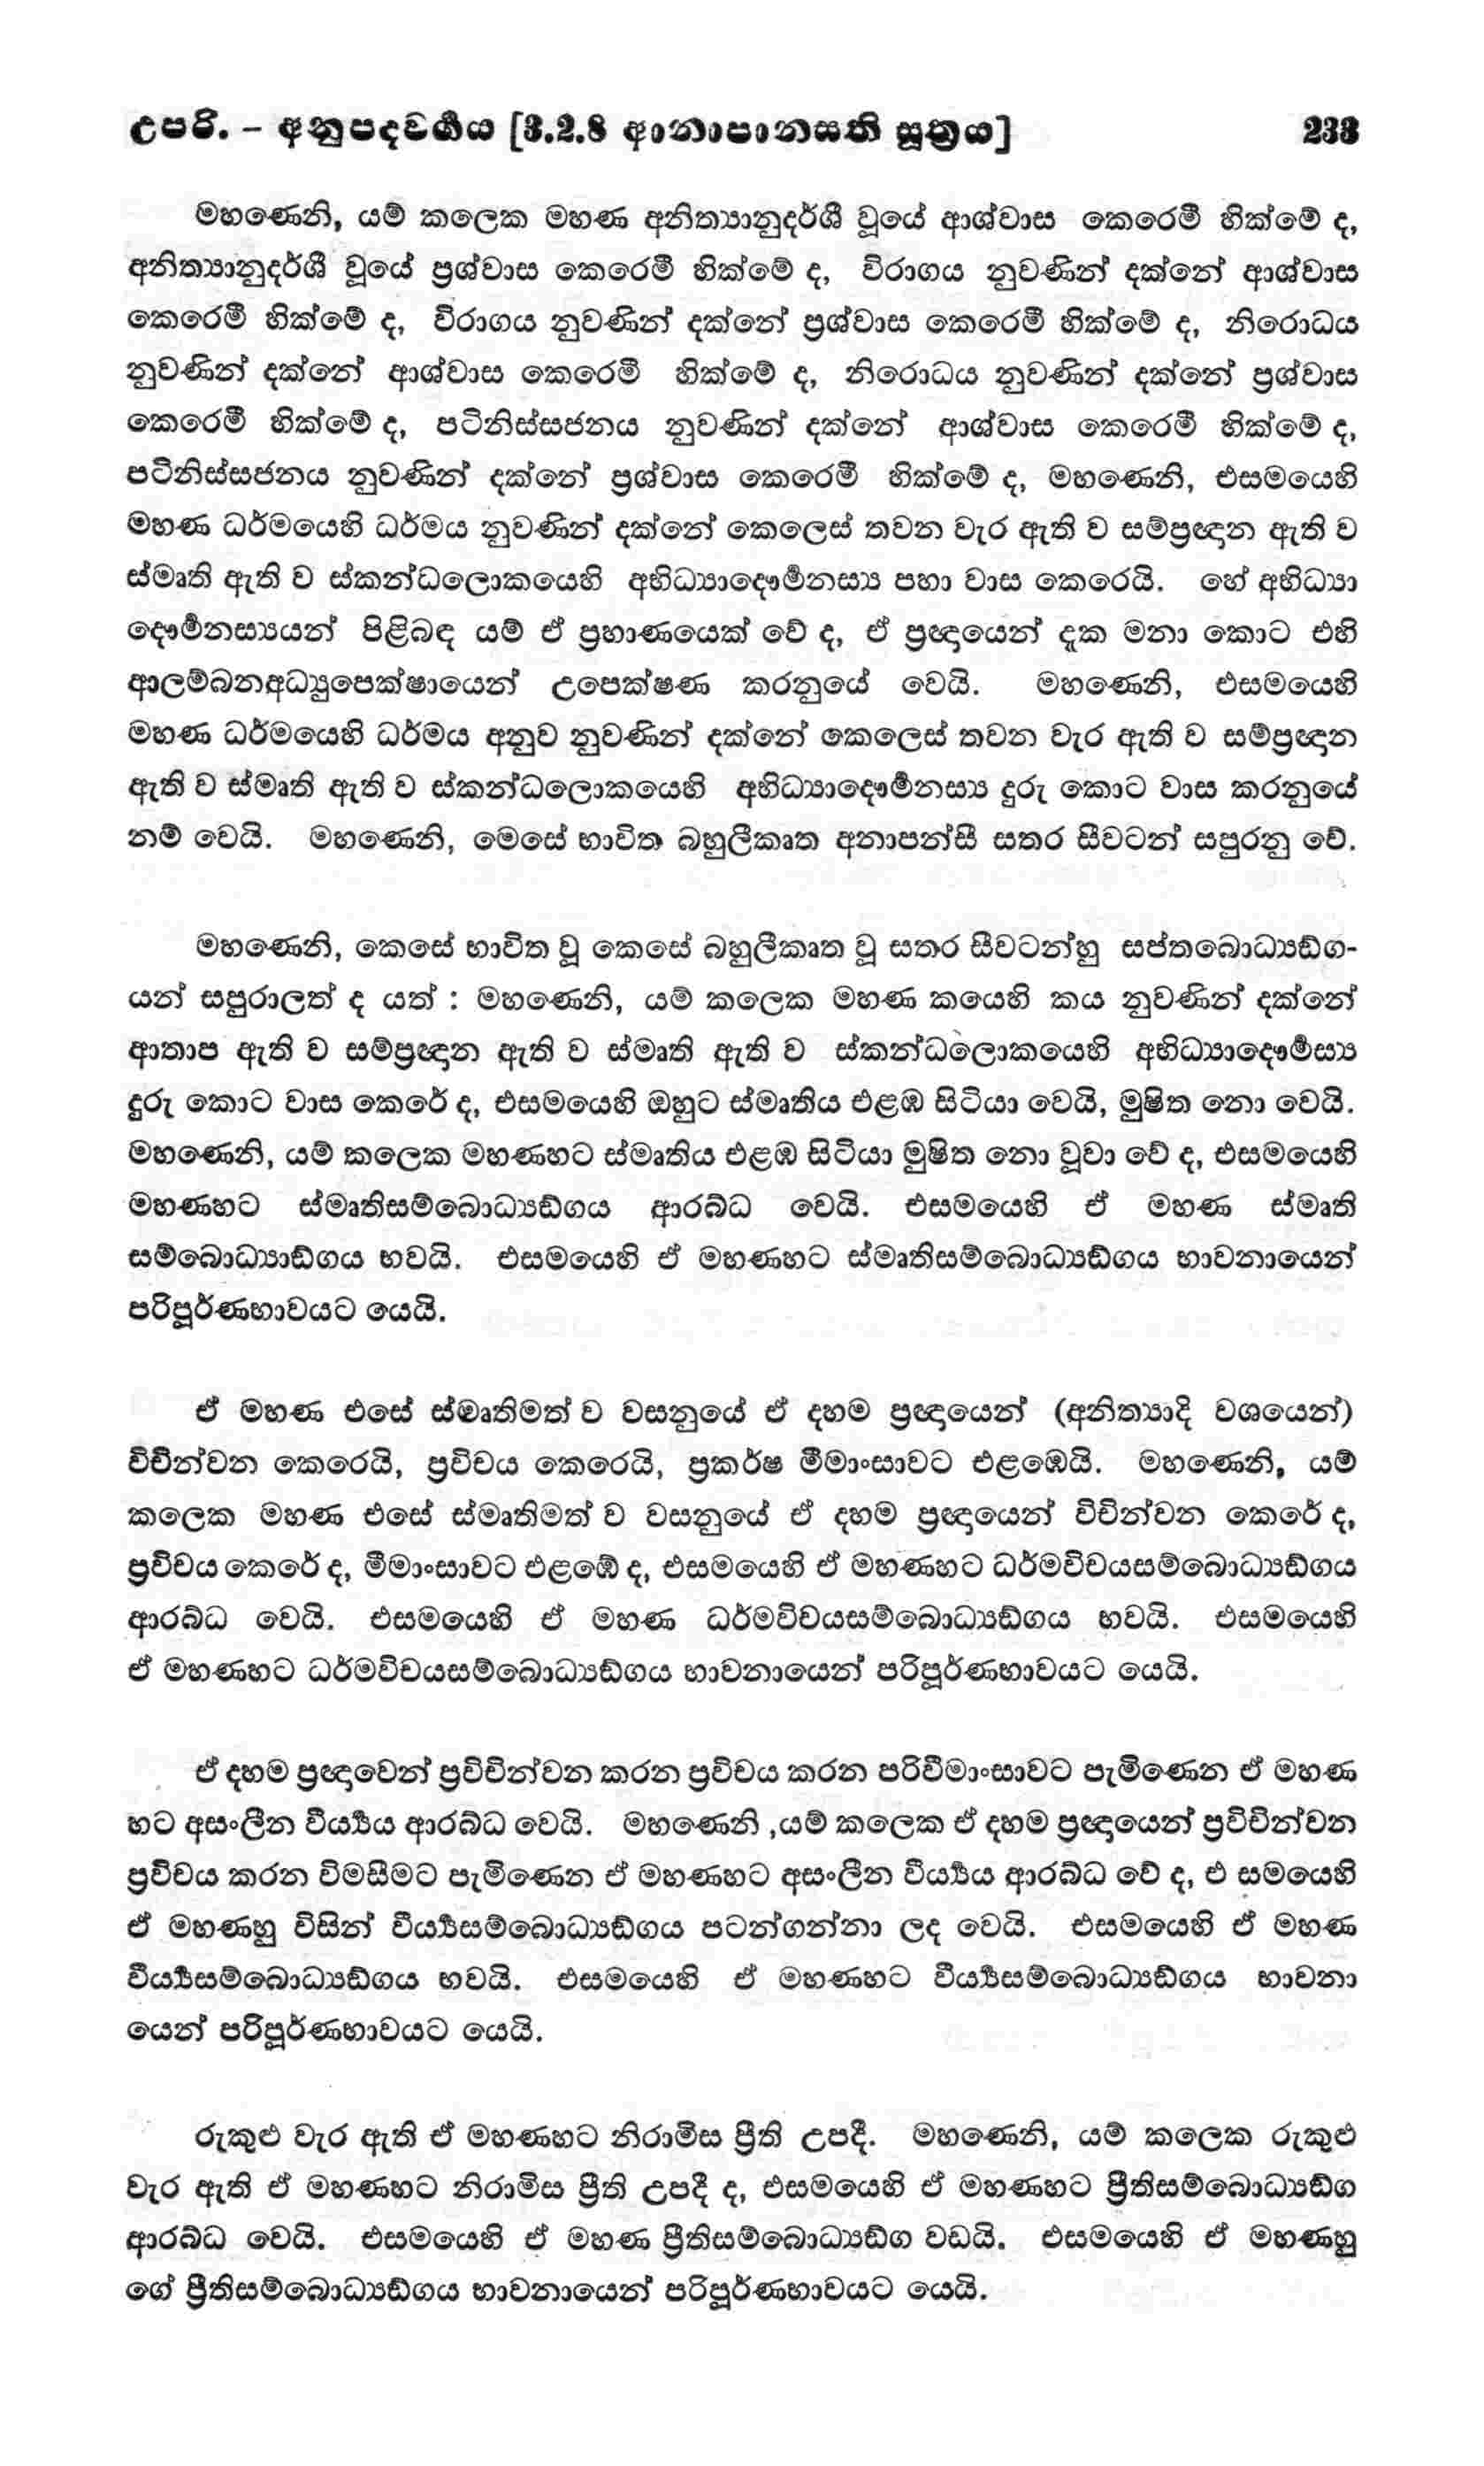 උපරි. – අනුපදවර්‍ගය [3.2.8 ආනාපානසති සූත්‍රය] 233
මහණෙනි, යම් කලෙක මහණ අනිත්‍යානුදර්ශී වූයේ ආශ්වාස කෙරෙමී හික්මේ ද,
අනිත්‍යානුදර්ශී වූයේ ප්‍රශ්වාස කෙරෙමී හික්මේ ද, විරාගය නුවණින් දක්නේ ආශ්වාස
කෙරෙමී හික්මේ ද, විරාගය නුවණින් දක්නේ ප්‍රශ්වාස කෙරෙමී හික්මේ ද, නිරොධය
නුවණින් දක්නේ ආශ්වාස කෙරෙමී හික්මේ ද, නිරොධය නුවණින් දක්නේ ප්‍රශ්වාස
කෙරෙමී හික්මේ ද, පටිනිස්සජනය නුවණින් දක්නේ ආශ්වාස කෙරෙමී හික්මේ ද,
පටිනිස්සජනය නුවණින් දක්නේ ප්‍රශ්වාස කෙරෙමී හික්මේ ද, මහණෙනි, එසමයෙහි
මහණ ධර්මයෙහි ධර්මය නුවණින් දක්නේ කෙලෙස් තවන වැර ඇති ව සම්ප්‍රඥාන ඇති ව
ස්මෘති ඇති ව ස්කන්ධලොකයෙහි අභිධ්‍යාදෞර්‍මනස්‍ය පහා වාස කෙරෙයි. හේ අභිධ්‍යා
දෞර්‍මනස්‍යයන් පිළිබඳ යම් ඒ ප්‍රහාණයෙක් වේ ද, ඒ ප්‍රඥායෙන් දැක මනා කොට එහි
ආලම්බනඅධ්‍යුපෙක්ෂායෙන් උපෙක්ෂණ කරනුයේ වෙයි. මහණෙනි, එසමයෙහි
මහණ ධර්මයෙහි ධර්මය අනුව නුවණින් දක්නේ කෙලෙස් තවන වැර ඇති ව සම්ප්‍රඥාන
ඇති ව ස්මෘති ඇති ව ස්කන්ධලොකයෙහි අභිධ්‍යාදෞර්‍මනස්‍ය දුරු කොට වාස කරනුයේ
නම් වෙයි. මහණෙනි, මෙසේ භාවිත බහුලීකෘත අනාපන්සී සතර සීවටන් සපුරනු වේ.
මහණෙනි, කෙසේ භාවිත වූ කෙසේ බහුලීකෘත වූ සතර සීවටන්හු සප්තබොධ්‍යඞ්ග-
යන් සපුරාලත් ද යත් : මහණෙනි, යම් කලෙක මහණ කයෙහි කය නුවණින් දක්නේ
ආතාප ඇති ව සම්ප්‍රඥාන ඇති ව ස්මෘති ඇති ව ස්කන්ධලොකයෙහි අභිධ්‍යාදෞර්‍මස්‍ය
දුරු කොට වාස කෙරේ ද, එසමයෙහි ඔහුට ස්මෘතිය එළඹ සිටියා වෙයි, මුෂිත නො වෙයි.
මහණෙනි, යම් කලෙක මහණහට ස්මෘතිය එළඹ සිටියා මුෂිත නො වූවා වේ ද, එසමයෙහි
මහණහට ස්මෘතිසම්බොධ්‍යඞ්ගය ආරබ්ධ වෙයි. එසමයෙහි ඒ මහණ ස්මෘති
සම්බොධ්‍යාඞ්ගය භවයි. එසමයෙහි ඒ මහණහට ස්මෘතිසම්බොධ්‍යඞ්ගය භාවනායෙන්
පරිපූර්ණභාවයට යෙයි.
ඒ මහණ එසේ ස්මෘතිමත් ව වසනුයේ ඒ දහම ප්‍රඥායෙන් (අනිත්‍යාදි වශයෙන්)
විචින්වන කෙරෙයි, ප්‍රවිචය කෙරෙයි, ප්‍රකර්ෂ මීමාංසාවට එළඹෙයි. මහණෙනි, යම්
කලෙක මහණ එසේ ස්මෘතිමත් ව වසනුයේ ඒ දහම ප්‍රඥායෙන් විචින්වන කෙරේ ද,
ප්‍රවිචය කෙරේ ද, මීමාංසාවට එළඹේ ද, එසමයෙහි ඒ මහණහට ධර්මවිචයසම්බොධ්‍යඞ්ගය
ආරබ්ධ වෙයි. එසමයෙහි ඒ මහණ ධර්මවිචයසම්බොධ්‍යඞ්ගය භවයි. එසමයෙහි
ඒ මහණහට ධර්මවිචයසම්බොධ්‍යඞ්ගය භාවනායෙන් පරිපූර්ණභාවයට යෙයි.
ඒ දහම ප්‍රඥාවෙන් ප්‍රවිචින්වන කරන ප්‍රවිචය කරන පරිවීමාංසාවට පැමිණෙන ඒ මහණ
හට අසංලීන වීර්‍ය්‍යය ආරබ්ධ වෙයි. මහණෙනි ,යම් කලෙක ඒ දහම ප්‍රඥායෙන් ප්‍රවිචින්වන
ප්‍රවිචය කරන විමසීමට පැමිණෙන ඒ මහණහට අසංලීන වීර්‍ය්‍යය ආරබ්ධ වේ ද, එ සමයෙහි
ඒ මහණහු විසින් වීර්‍ය්‍යසම්බොධ්‍යඞ්ගය පටන්ගන්නා ලද වෙයි. එසමයෙහි ඒ මහණ
වීර්‍ය්‍යසම්බොධ්‍යඞ්ගය භවයි. එසමයෙහි ඒ මහණහට වීර්‍ය්‍යසම්බොධ්‍යඞ්ගය භාවනා
යෙන් පරිපූර්ණභාවයට යෙයි.
රුකුළු වැර ඇති ඒ මහණහට නිරාමිස ප්‍රීති උපදී. මහණෙනි, යම් කලෙක රුකුළු
වැර ඇති ඒ මහණහට නිරාමිස ප්‍රීති උපදී ද, එසමයෙහි ඒ මහණහට ප්‍රීතිසම්බොධ්‍යඞ්ග
ආරබ්ධ වෙයි. එසමයෙහි ඒ මහණ ප්‍රීතිසම්බොධ්‍යඞ්ග වඩයි. එසමයෙහි ඒ මහණහු
ගේ ප්‍රීතිසම්බොධ්‍යඞ්ගය භාවනායෙන් පරිපූර්ණභාවයට යෙයි.